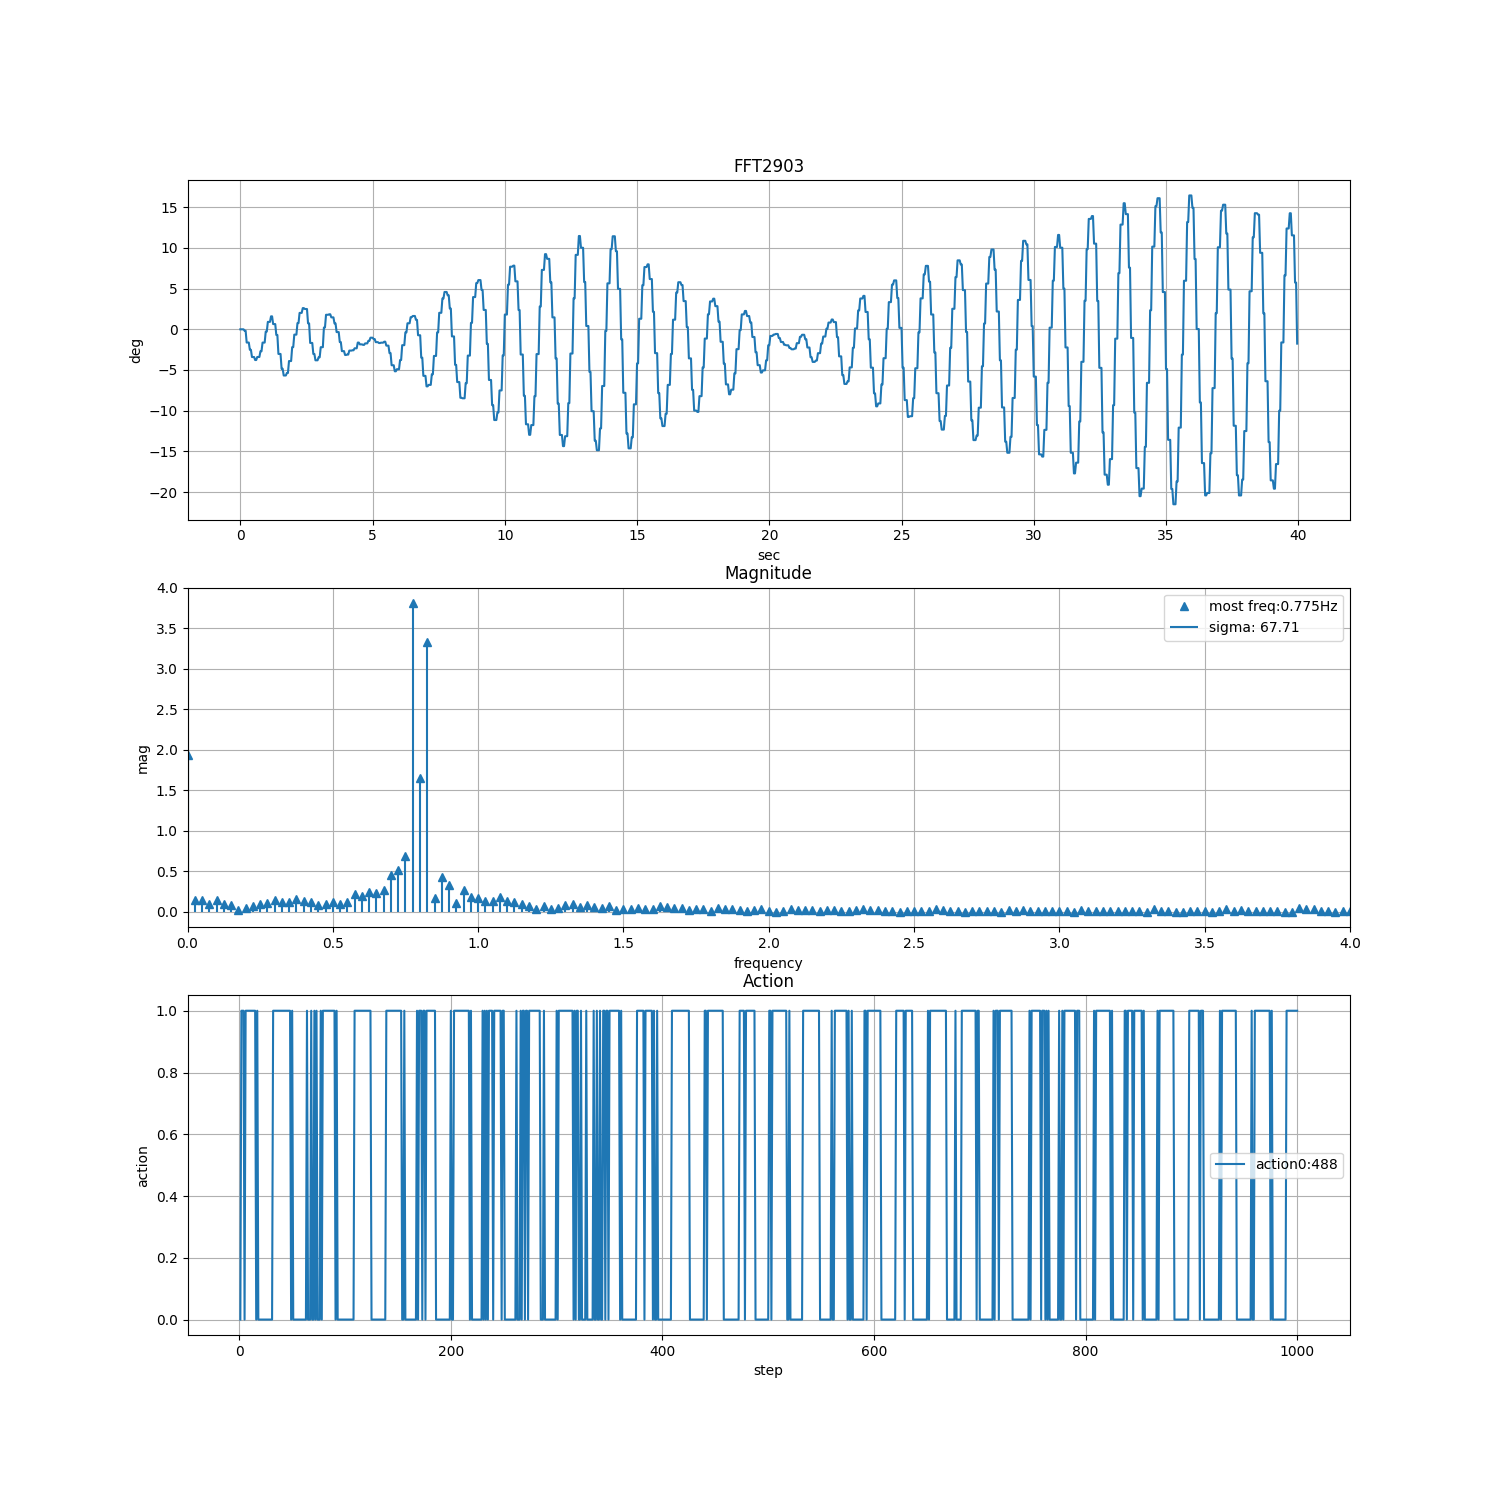 FFT2903
15
10
5
0
−5
−10
−15
−20
deg
0 5 10 15 20 25 30 35 40
sec
Magnitude
4.0
3.5
3.0
2.5
2.0
1.5
1.0
0.5
0.0
mag
most freq:0.775Hz
sigma: 67.71
0.0 0.5 1.0 1.5 2.0 2.5 3.0 3.5 4.0
frequency
Action
1.0
0.8
0.6
0.4
0.2
0.0
action
action0:488
0 200 400 600 800 1000
step